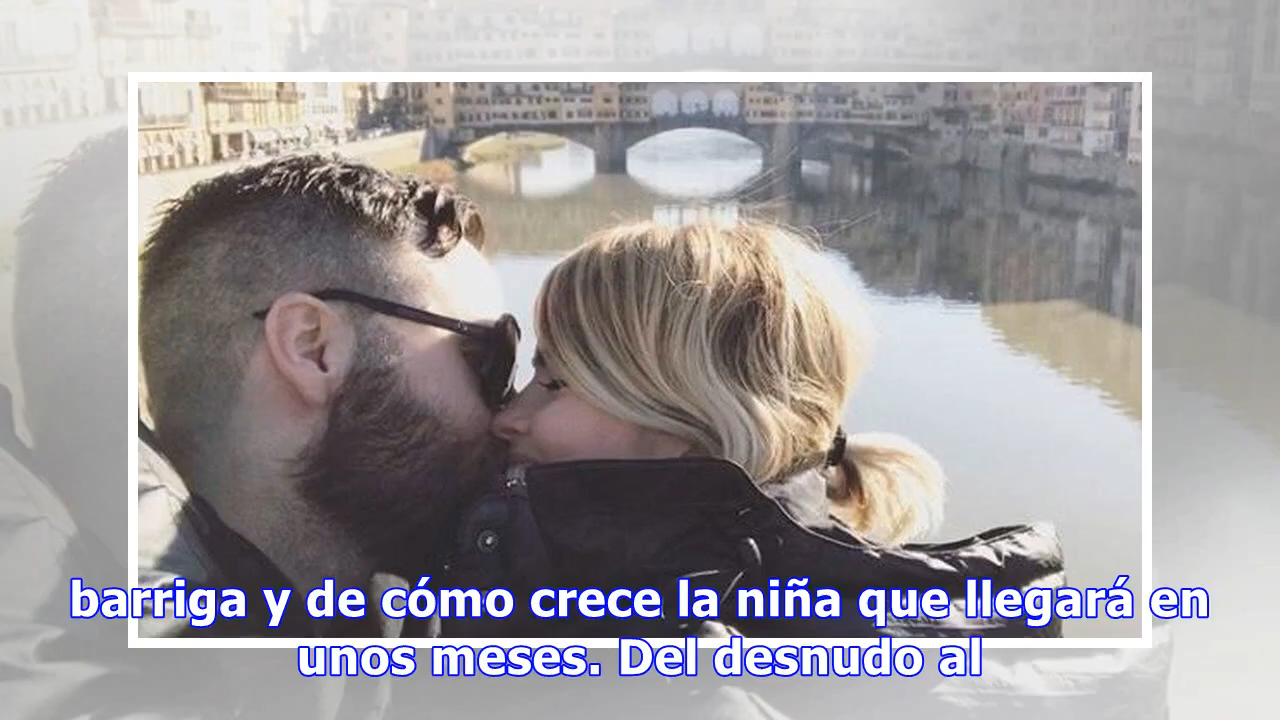 barriga y de cómo crece la niña que llegará en
unos meses. Del desnudo al